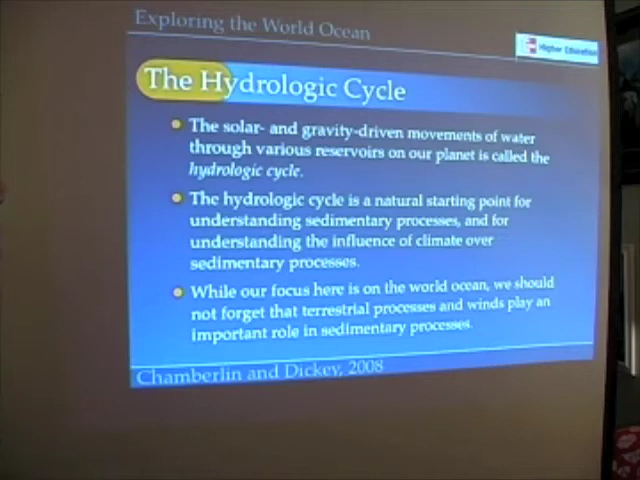 Exploring the World Ocean
Higher Education
The Hydrologic Cycle
The solar- and gravity-driven movements of water
through various reservoirs on our planet is called the
hydrologic cycle.
The hydrologic cycle is a natural starting point for
understanding sedimentary processes, and for
understanding the influence of climate over
sedimentary processes.
While our focus here is on the world ocean, we should
not forget that terrestrial processes and winds play an
important role in sedimentary processes.
Chamberlin and Dickey, 2008